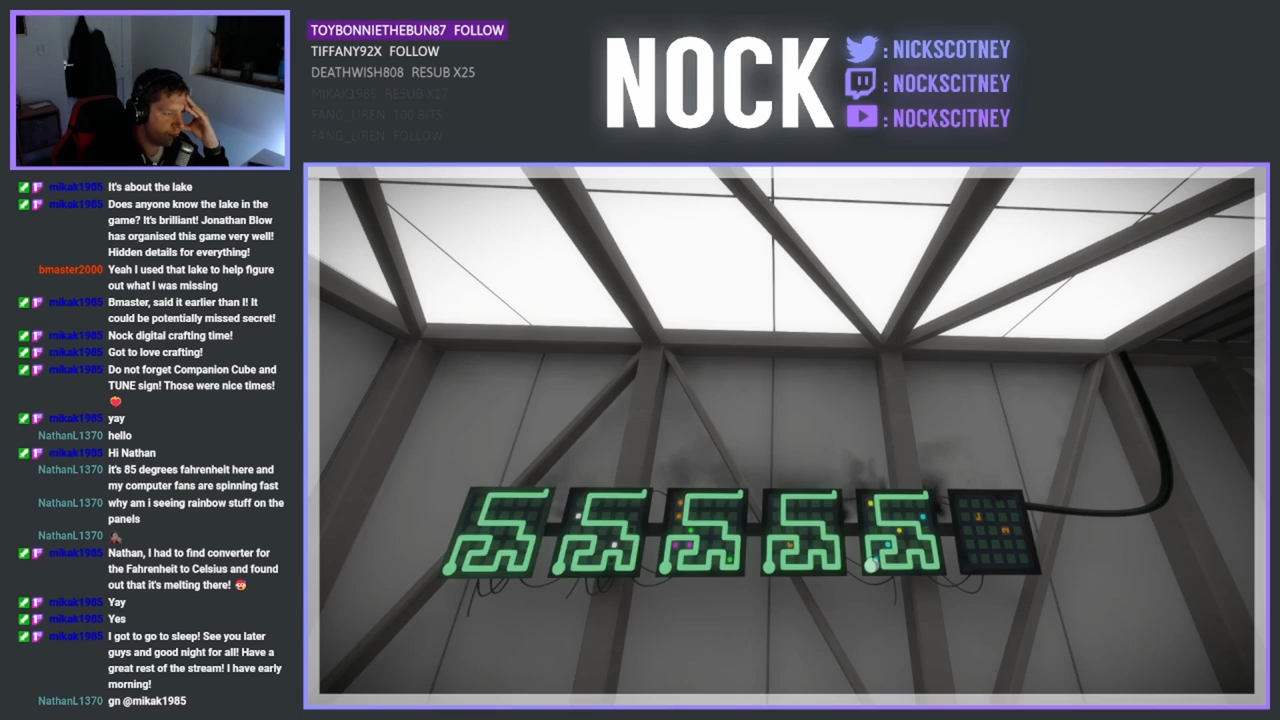 TOYBONNIETHEBUN87 FOLLOW
TIFFANY92X FOLLOW
DEATHWISH808 RESUB X25
MIKAK1985 RESUB X17
FANG_LIREN 100 BITS
FANG_LIREN FOLLOW
NOCK
: NICKSCOTNEY
: NOCKSCITNEY
: NOCKSCITNEY
mikak1985 It's about the lake
mikak1985 Does anyone know the lake in the
game? It's brilliant! Jonathan Blow
has organised this game very well!
Hidden details for everything!
bmaster2000 Yeah I used that lake to help figure
out what I was missing
mikak1985 Bmaster, said it earlier than I! It
could be potentially missed secret!
mikak1985 Nock digital crafting time!
mikak1985 Got to love crafting!
mikak1985 Do not forget Companion Cube and
TUNE sign! Those were nice times!
mikak1985 yay
NathanL1370 hello
mikak1985 Hi Nathan
NathanL1370 it's 85 degrees fahrenheit here and
my computer fans are spinning fast
NathanL1370 why am i seeing rainbow stuff on the
panels
NathanL1370
mikak1985 Nathan, I had to find converter for
the Fahrenheit to Celsius and found
out that it's melting there!
mikak1985 Yay
mikak1985 Yes
mikak1985 I got to go to sleep! See you later
guys and good night for all! Have a
great rest of the stream! I have early
morning!
NathanL1370 gn @mikak1985